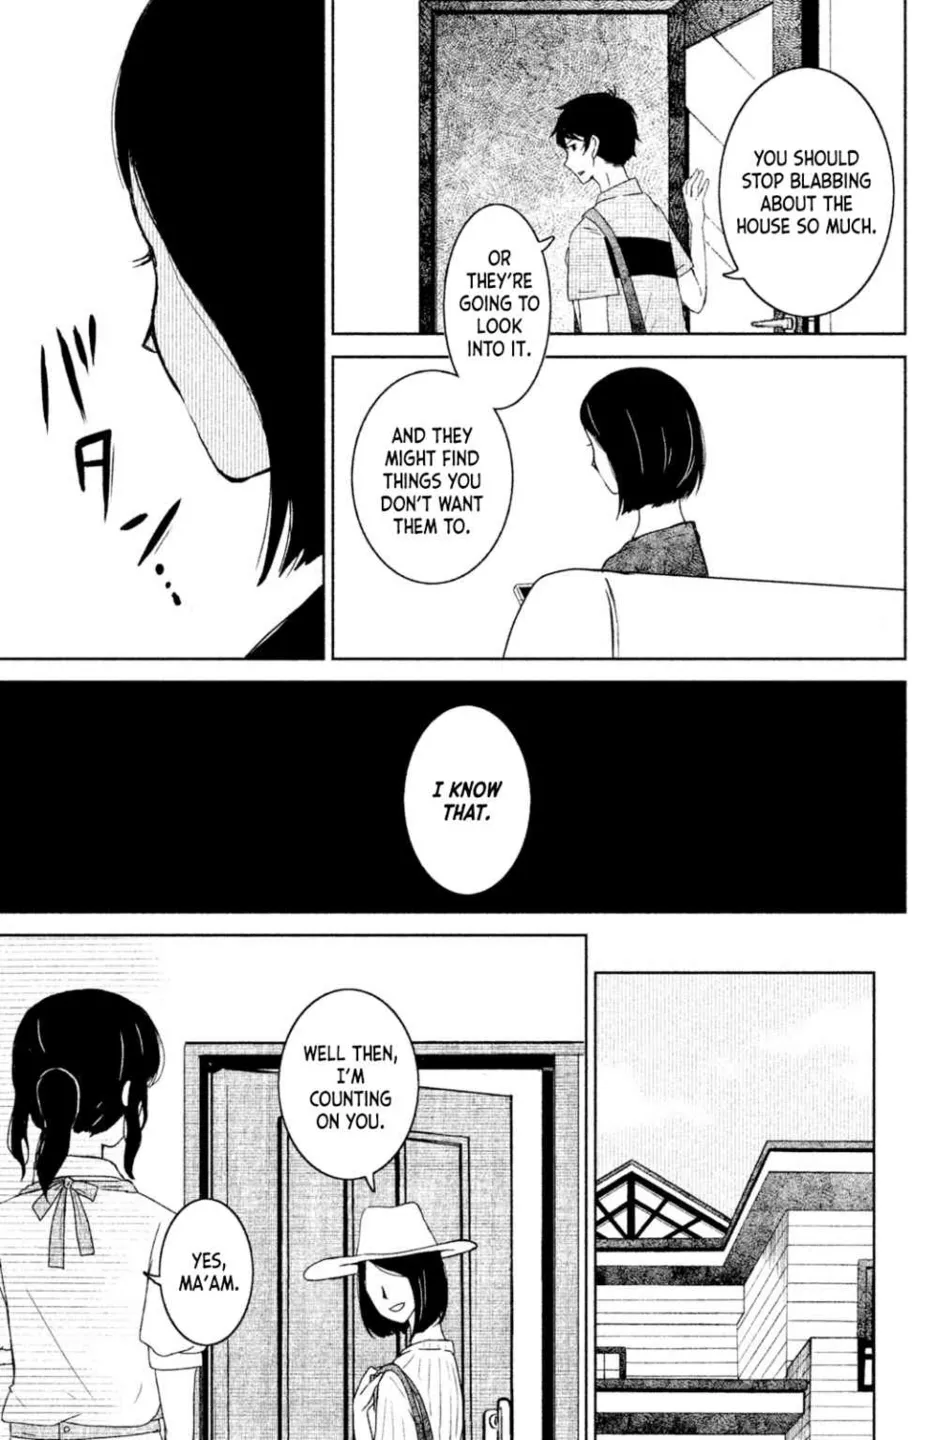 YOU SHOULD
STOP BLABBING
ABOUT THE
HOUSE SO MUCH.
OR
THEY'RE
GOING TO
LOOK
INTO IT.
AND THEY
MIGHT FIND
THINGS YOU
DON'T WANT
THEM TO.
パタン…
I KNOW
THAT.
WELL THEN,
I'M
COUNTING
ON YOU.
YES,
MA'AM.